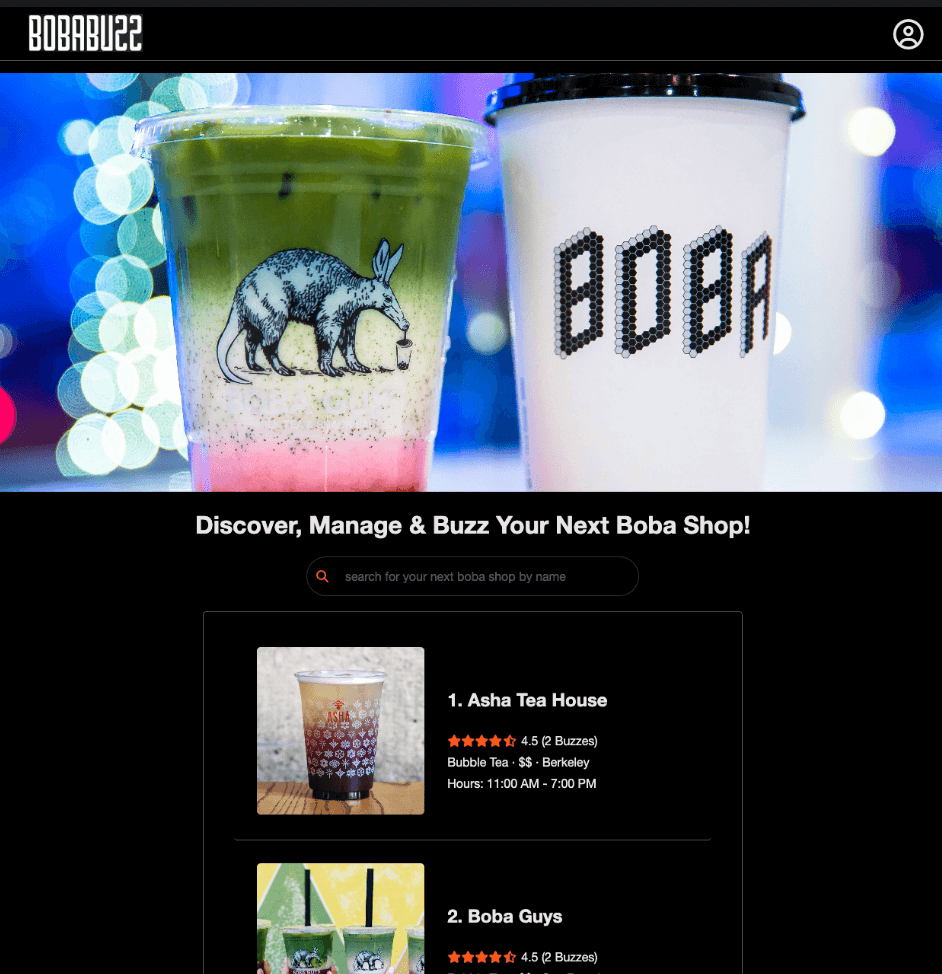 BOBABUZZ
BOBA
Discover, Manage & Buzz Your Next Boba Shop!
search for your next boba shop by name
ASHA
1. Asha Tea House
4.5 (2 Buzzes)
Bubble Tea · $$ · Berkeley
Hours: 11:00 AM - 7:00 PM
2. Boba Guys
4.5 (2 Buzzes)